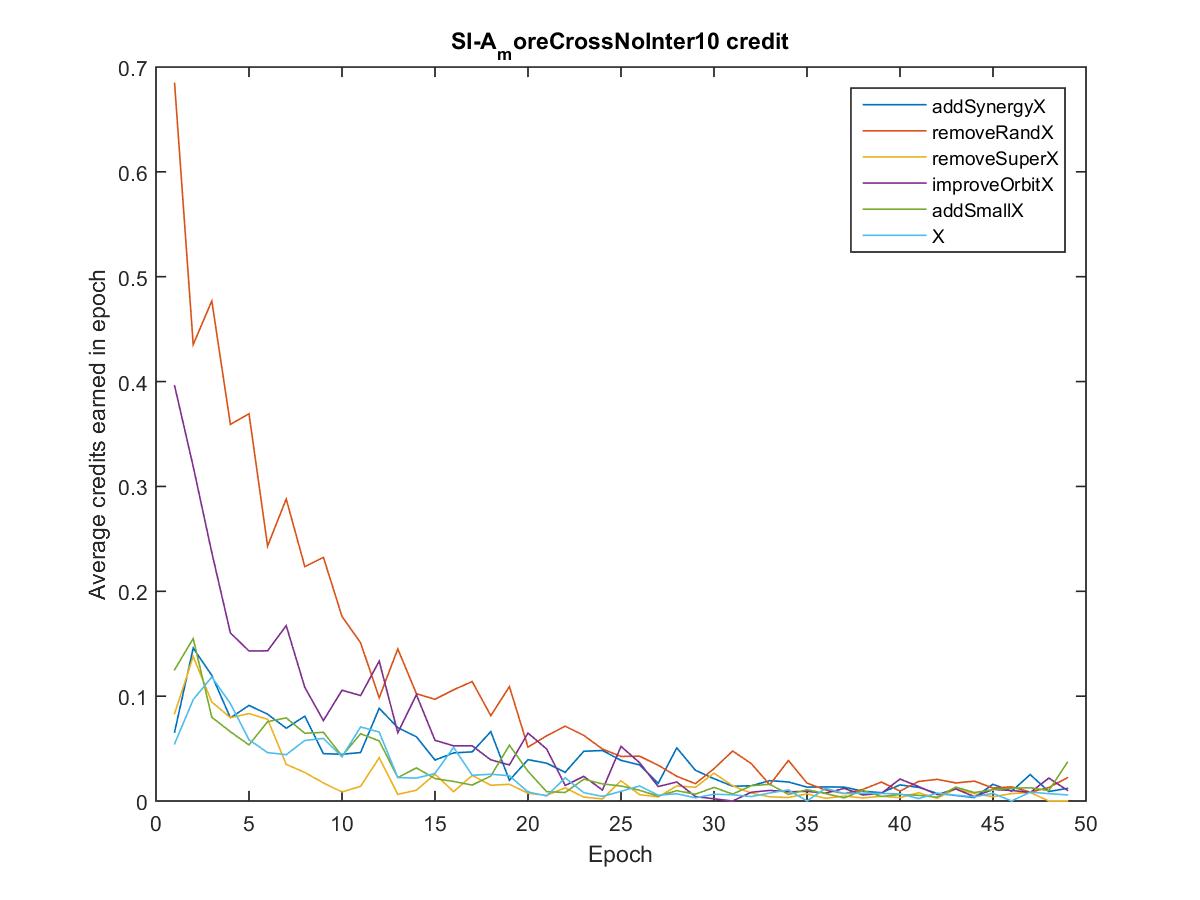 SI-AmoreCrossNoInter10 credit
addSynergyX
removeRandX
removeSuperX
improveOrbitX
addSmallX
X
Average credits earned in epoch
0.7
0.6
0.5
0.4
0.3
0.2
0.1
0
0 5 10 15 20 25 30 35 40 45 50
Epoch